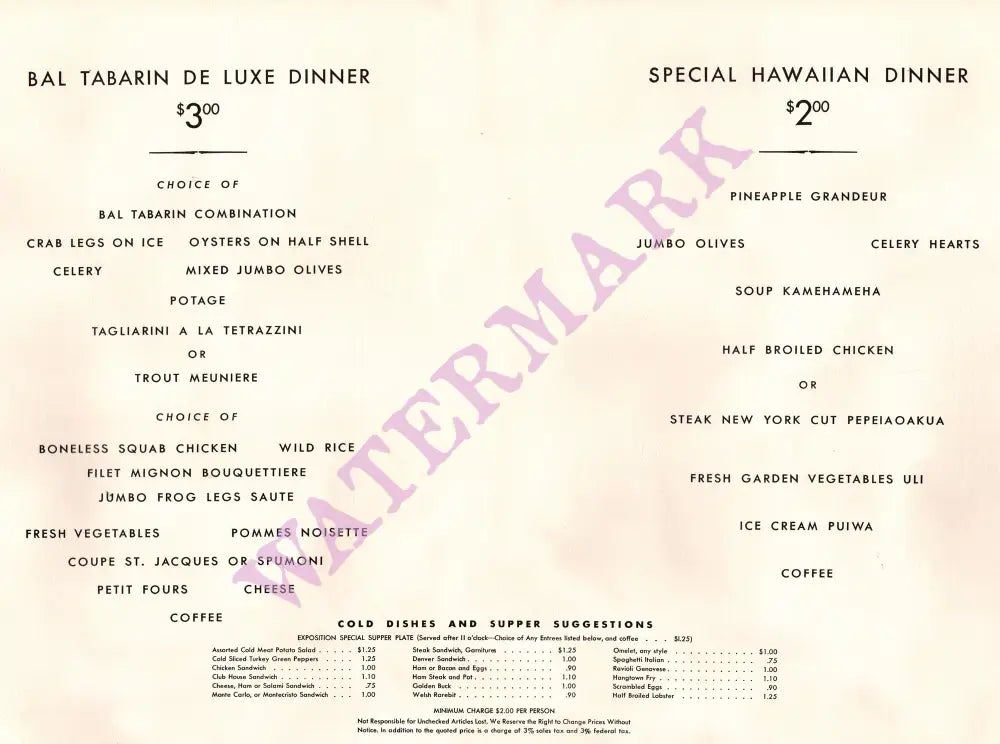 BAL TABARIN DE LUXE DINNER
$3.00
CHOICE OF
BAL TABARIN COMBINATION
CRAB LEGS ON ICE OYSTERS ON HALF SHELL
CELERY MIXED JUMBO OLIVES
POTAGE
TAGLIARINI A LA TETRAZZINI
OR
TROUT MEUNIERE
CHOICE OF
BONELESS SQUAB CHICKEN WILD RICE
FILET MIGNON BOUQUETTIERE
JUMBO FROG LEGS SAUTE
FRESH VEGETABLES POMMES NOISETTE
COUPE ST. JACQUES OR SPUMONI
PETIT FOURS CHEESE
COFFEE
SPECIAL HAWAIIAN DINNER
$2.00
PINEAPPLE GRANDEUR
JUMBO OLIVES CELERY HEARTS
SOUP KAMEHAMEHA
HALF BROILED CHICKEN
OR
STEAK NEW YORK CUT PEPEIAOAKUA
FRESH GARDEN VEGETABLES ULI
ICE CREAM PUIWA
COFFEE
WATERMARK
COLD DISHES AND SUPPER SUGGESTIONS
EXPOSITION SPECIAL SUPPER PLATE (Served after 11 o'clock—Choice of Any Entrees listed below, and coffee . . . $1.25)
Assorted Cold Meat Potato Salad . . . . . $1.25
Cold Sliced Turkey Green Peppers . . . . 1.25
Chicken Sandwich . . . . . . . . . . 1.00
Club House Sandwich . . . . . . . . 1.10
Cheese, Ham or Salami Sandwich . . . . . .75
Monte Carlo, or Montecristo Sandwich . . . 1.00
Steak Sandwich, Garnitures . . . . . . . $1.25
Denver Sandwich . . . . . . . . . . . 1.00
Ham or Bacon and Eggs . . . . . . . . .90
Ham Steak and Pot. . . . . . . . . . . 1.10
Golden Buck . . . . . . . . . . . . 1.00
Welsh Rarebit . . . . . . . . . . . . .90
Omelet, any style . . . . . . . . . . . $1.00
Spaghetti Italian . . . . . . . . . . . .75
Ravioli Genovese . . . . . . . . . . . 1.00
Hangtown Fry . . . . . . . . . . . . 1.10
Scrambled Eggs . . . . . . . . . . . .90
Half Broiled Lobster . . . . . . . . . . 1.25
MINIMUM CHARGE $2.00 PER PERSON
Not Responsible for Unchecked Articles Lost. We Reserve the Right to Change Prices Without
Notice. In addition to the quoted price is a charge of 3% sales tax and 3% federal tax.